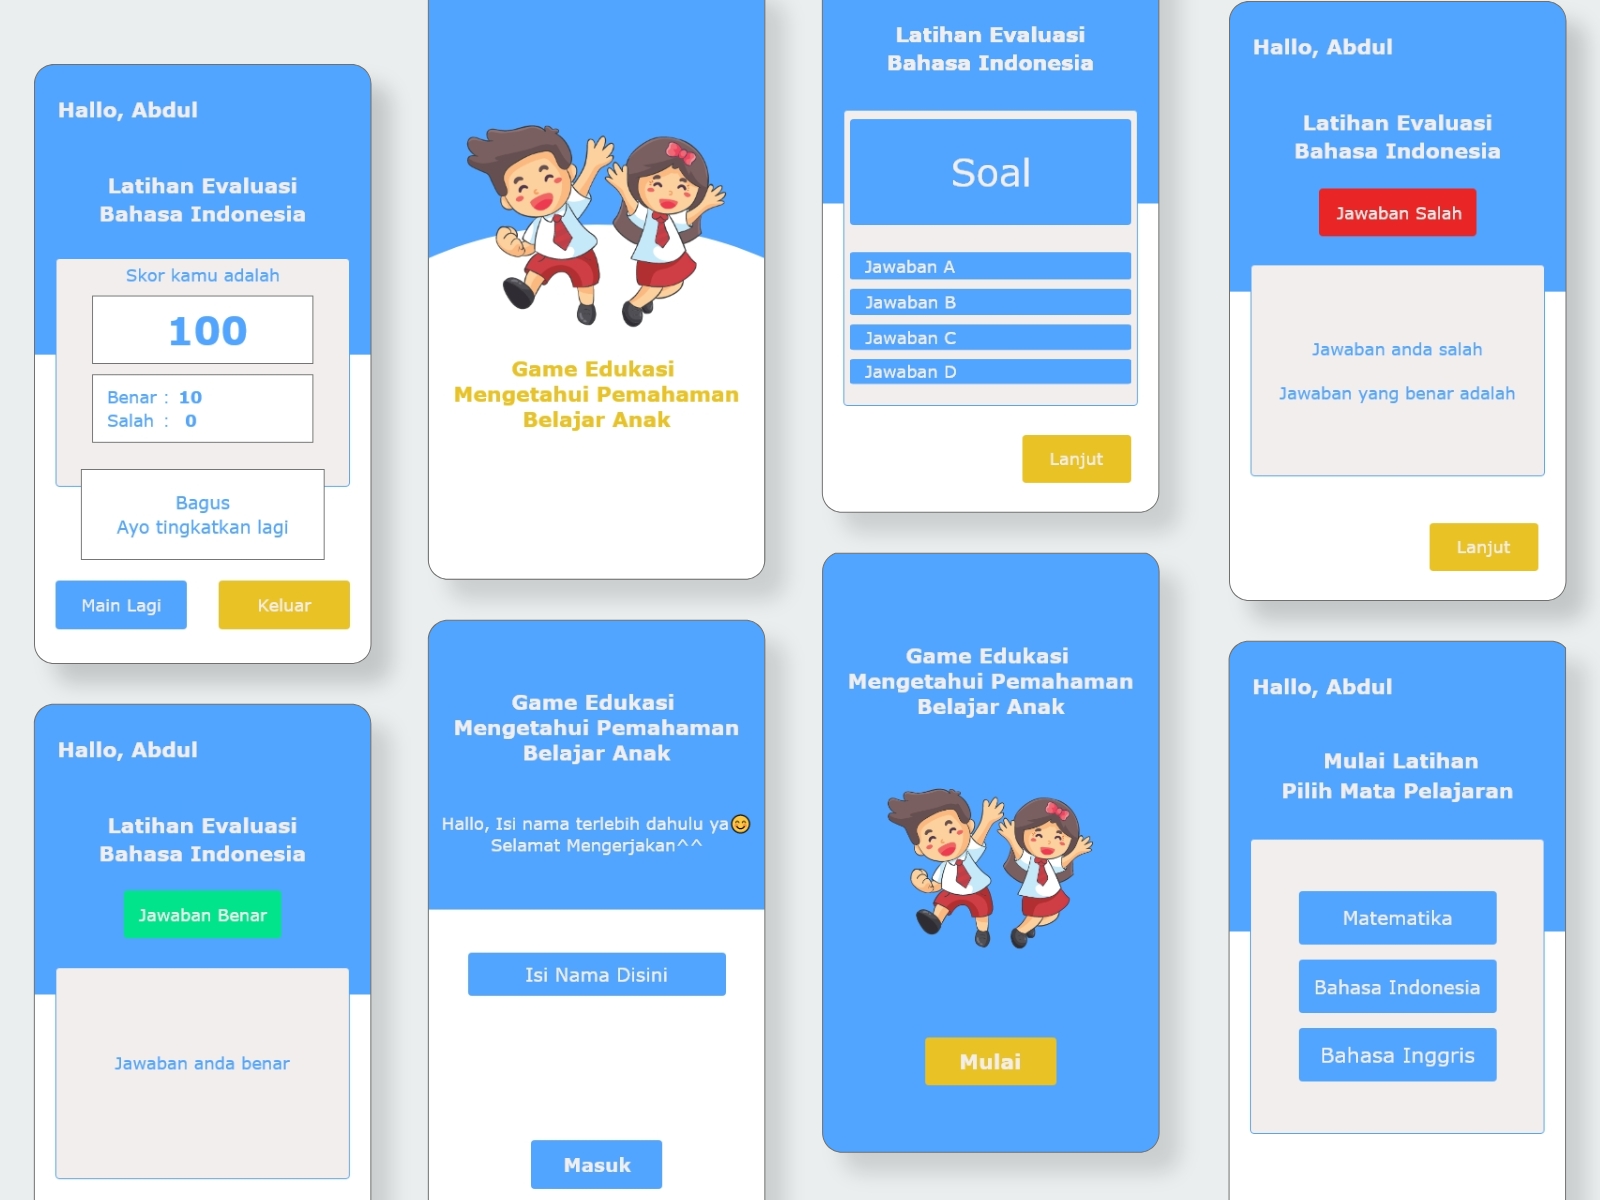 Hallo, Abdul
Latihan Evaluasi
Bahasa Indonesia
Skor kamu adalah
100
Benar : 10
Salah : 0
Bagus
Ayo tingkatkan lagi
Main Lagi
Keluar
Hallo, Abdul
Latihan Evaluasi
Bahasa Indonesia
Jawaban Benar
Jawaban anda benar
Game Edukasi
Mengetahui Pemahaman
Belajar Anak
Game Edukasi
Mengetahui Pemahaman
Belajar Anak
Hallo, Isi nama terlebih dahulu ya😊
Selamat Mengerjakan^^
Isi Nama Disini
Masuk
Latihan Evaluasi
Bahasa Indonesia
Soal
Jawaban A
Jawaban B
Jawaban C
Jawaban D
Lanjut
Game Edukasi
Mengetahui Pemahaman
Belajar Anak
Mulai
Hallo, Abdul
Latihan Evaluasi
Bahasa Indonesia
Jawaban Salah
Jawaban anda salah
Jawaban yang benar adalah
Lanjut
Hallo, Abdul
Mulai Latihan
Pilih Mata Pelajaran
Matematika
Bahasa Indonesia
Bahasa Inggris